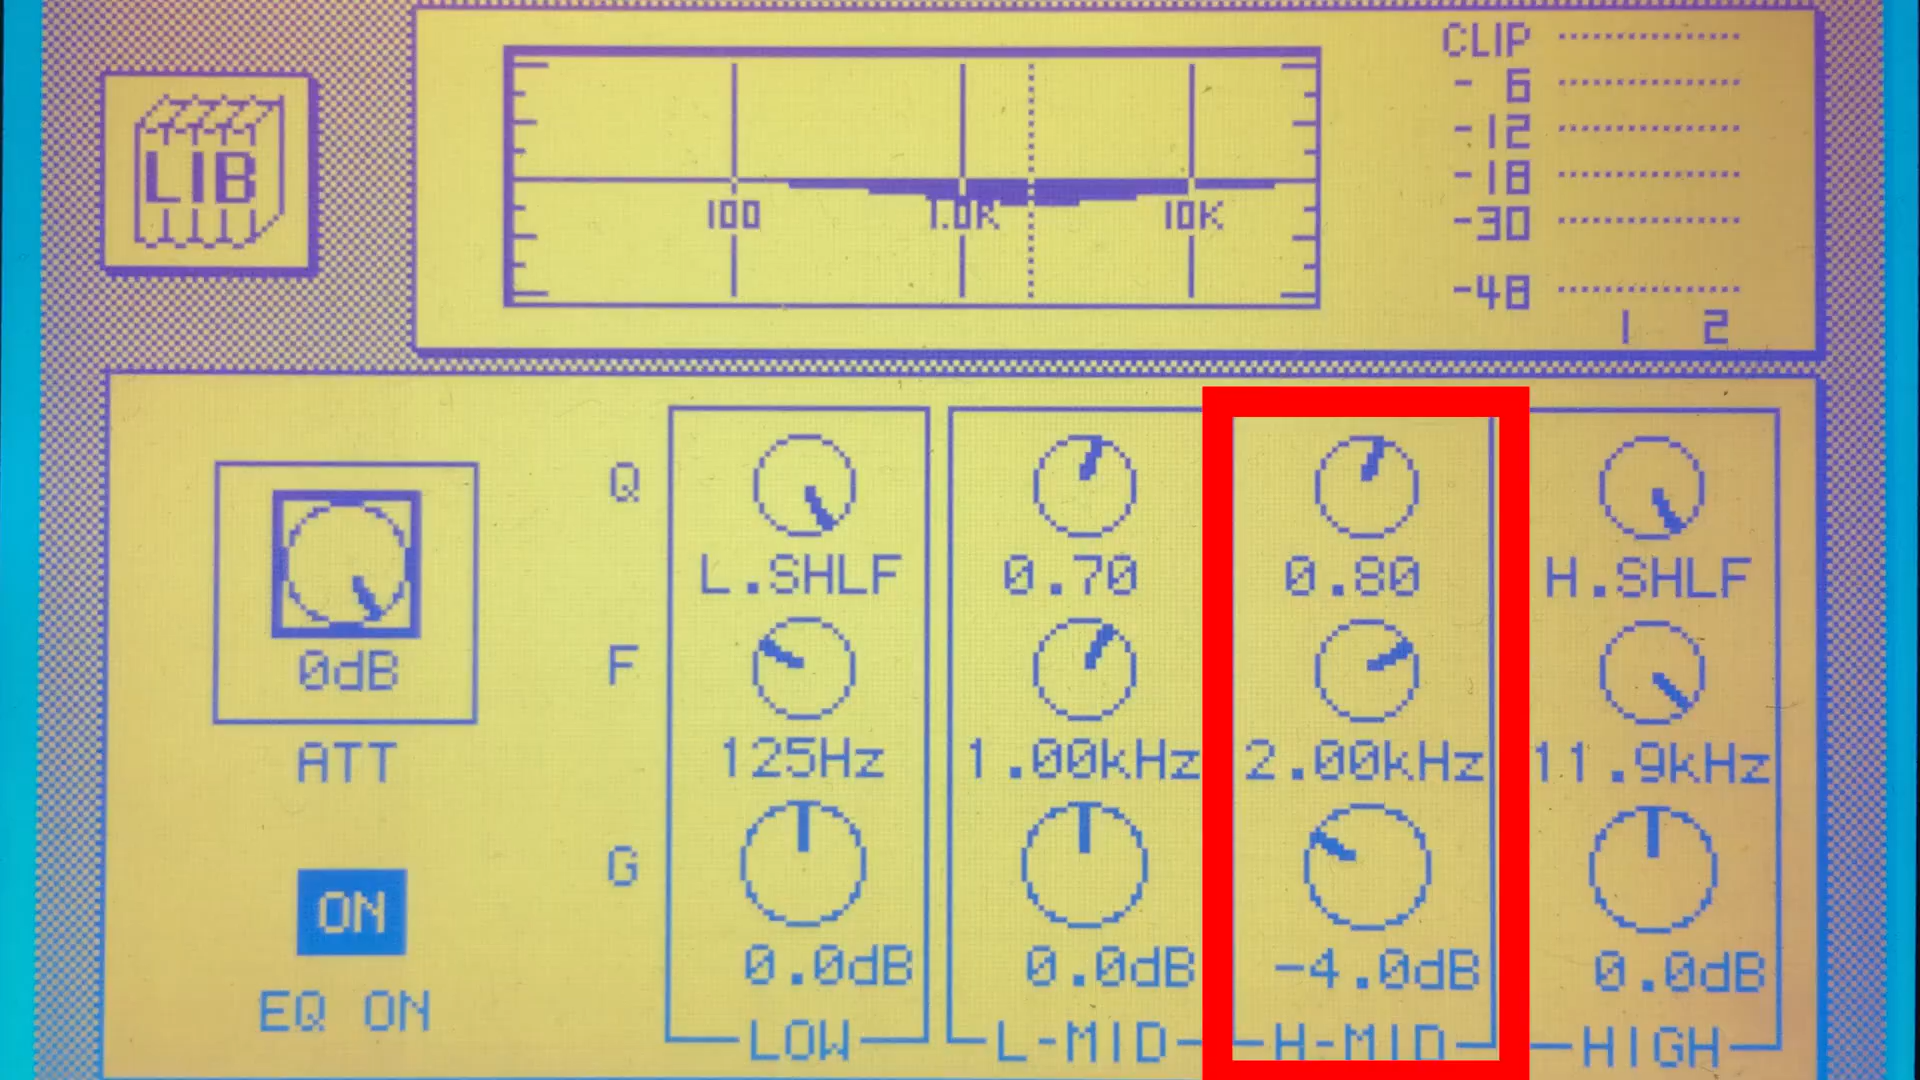 LIB
100 1.0K 10K
CLIP
- 6
-12
-18
-30
-48
1 2
Q
L.SHLF 0.70 0.80 H.SHLF
0dB
F
ATT
125Hz 1.00kHz 2.00kHz 11.9kHz
G
ON
0.0dB 0.0dB -4.0dB 0.0dB
EQ ON
LOW L-MID H-MID HIGH